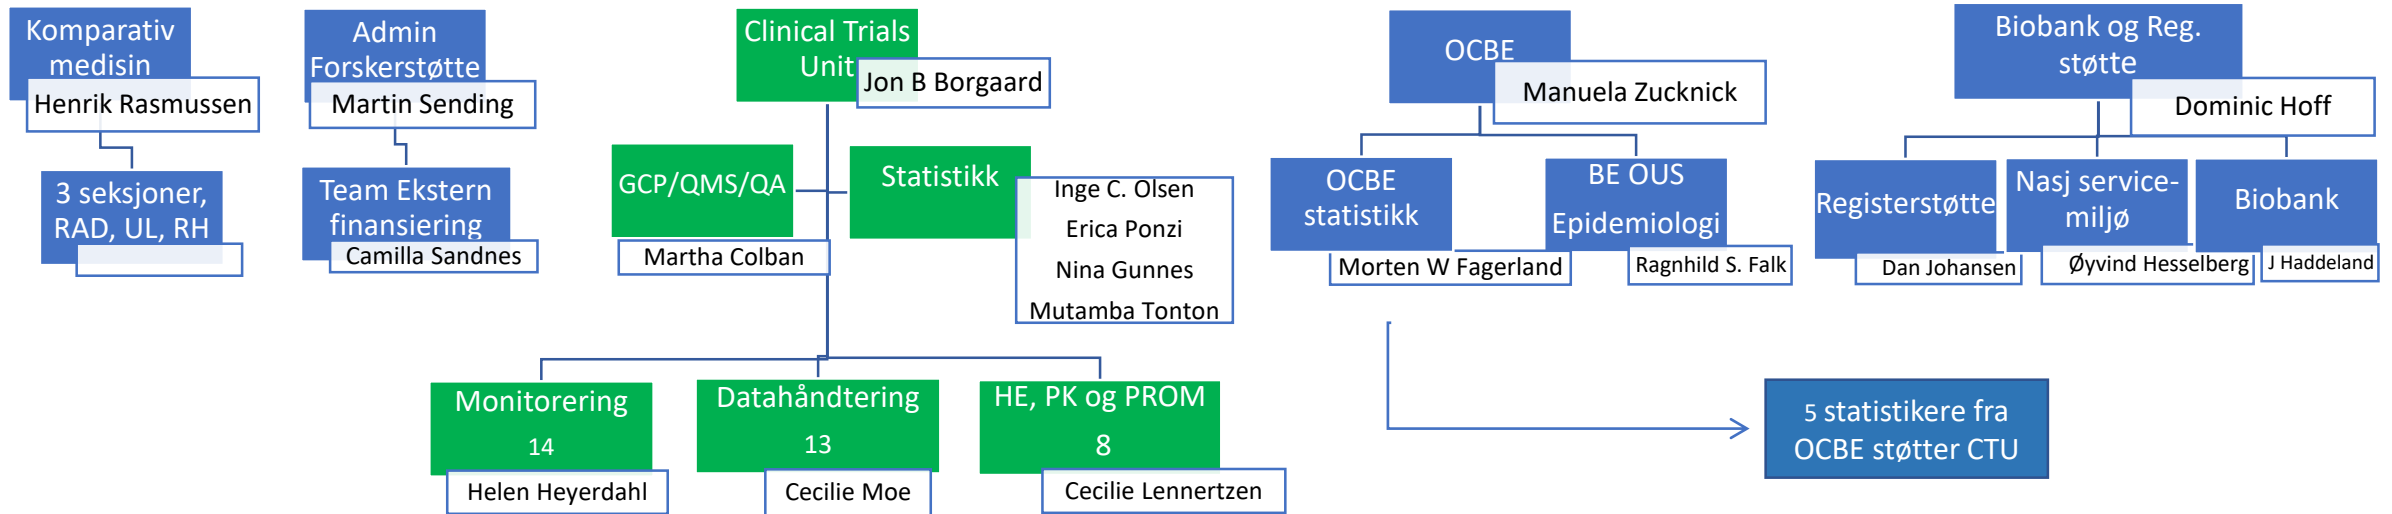 Komparativ
medisin
Henrik Rasmussen
3 seksjoner,
RAD, UL, RH
Admin
Forskerstøtte
Martin Sending
Team Ekstern
finansiering
Camilla Sandnes
Clinical Trials
Unit
Jon B Borgaard
GCP/QMS/QA
Martha Colban
Statistikk
Inge C. Olsen
Erica Ponzi
Nina Gunnes
Mutamba Tonton
Monitorering
14
Helen Heyerdahl
Datahåndtering
13
Cecilie Moe
HE, PK og PROM
8
Cecilie Lennertzen
OCBE
Manuela Zucknick
OCBE
statistikk
Morten W Fagerland
BE OUS
Epidemiologi
Ragnhild S. Falk
5 statistikere fra
OCBE støtter CTU
Biobank og Reg.
støtte
Dominic Hoff
Registerstøtte
Dan Johansen
Nasj service-
miljø
Øyvind Hesselberg
Biobank
J Haddeland